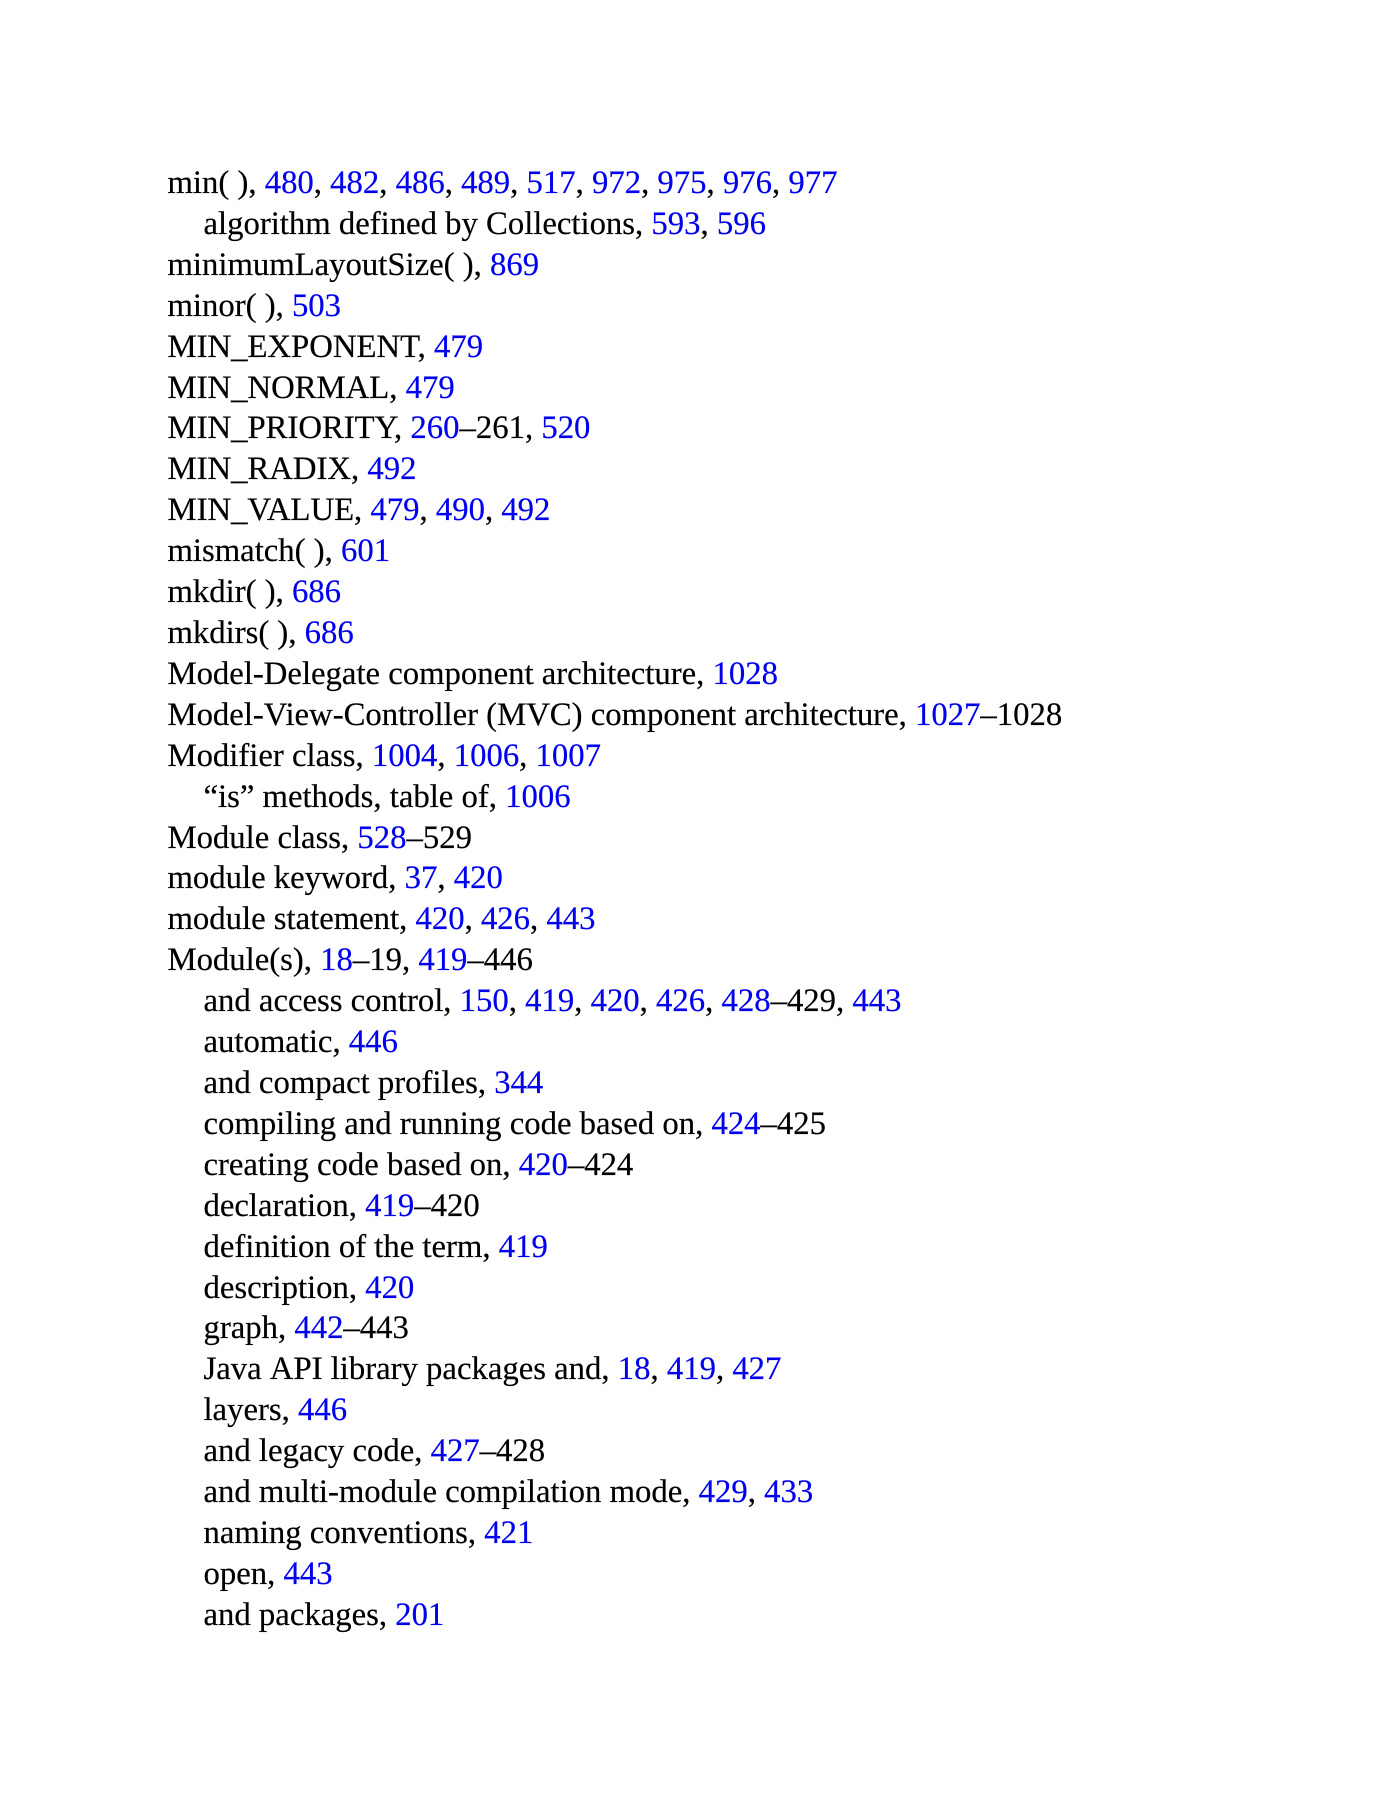 min( ), 480, 482, 486, 489, 517, 972, 975, 976, 977
algorithm defined by Collections, 593, 596
minimumLayoutSize( ), 869
minor( ), 503
MIN_EXPONENT, 479
MIN_NORMAL, 479
MIN_PRIORITY, 260–261, 520
MIN_RADIX, 492
MIN_VALUE, 479, 490, 492
mismatch( ), 601
mkdir( ), 686
mkdirs( ), 686
Model-Delegate component architecture, 1028
Model-View-Controller (MVC) component architecture, 1027–1028
Modifier class, 1004, 1006, 1007
“is” methods, table of, 1006
Module class, 528–529
module keyword, 37, 420
module statement, 420, 426, 443
Module(s), 18–19, 419–446
and access control, 150, 419, 420, 426, 428–429, 443
automatic, 446
and compact profiles, 344
compiling and running code based on, 424–425
creating code based on, 420–424
declaration, 419–420
definition of the term, 419
description, 420
graph, 442–443
Java API library packages and, 18, 419, 427
layers, 446
and legacy code, 427–428
and multi-module compilation mode, 429, 433
naming conventions, 421
open, 443
and packages, 201